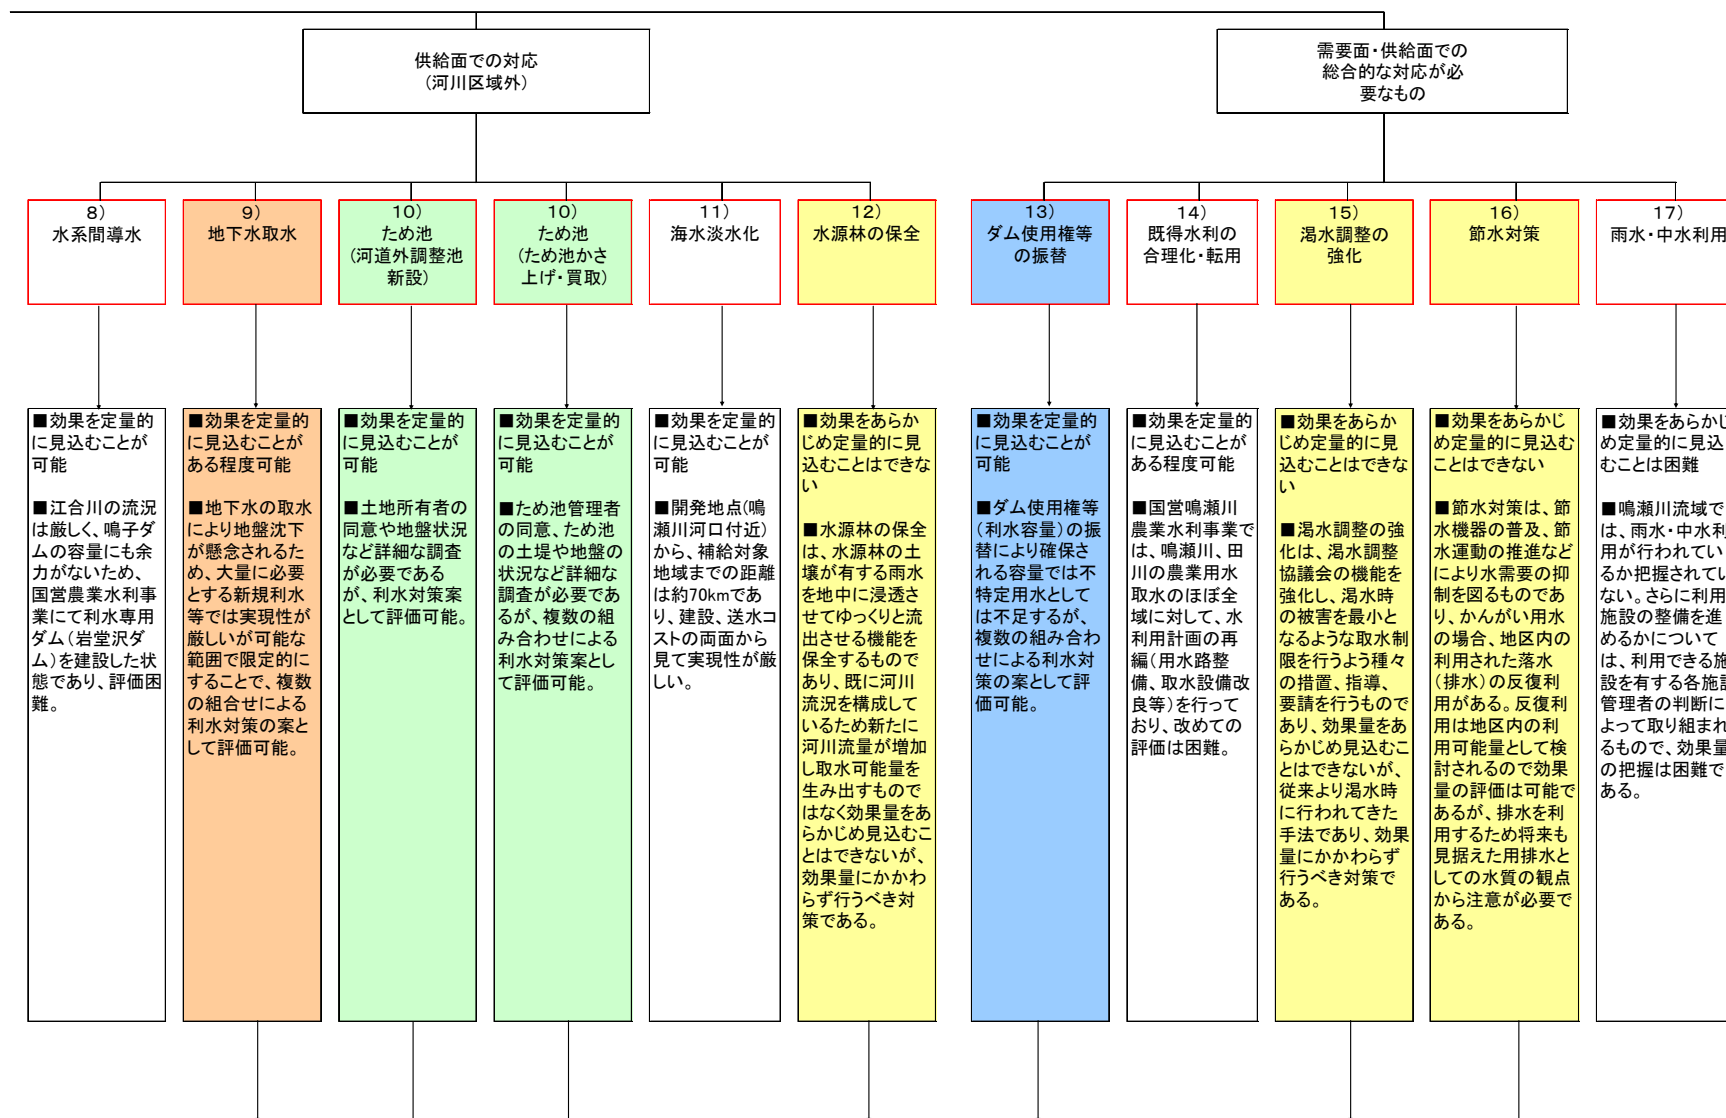 供給面での対応
(河川区域外)
需要面・供給面での
総合的な対応が必
要なもの
8)
水系間導水
9)
地下水取水
10)
ため池
(河道外調整池
新設)
10)
ため池
(ため池かさ
上げ・買取)
11)
海水淡水化
12)
水源林の保全
13)
ダム使用権等
の振替
14)
既得水利の
合理化・転用
15)
渇水調整の
強化
16)
節水対策
17)
雨水・中水利用
■効果を定量的
に見込むことが
可能
■江合川の流況
は厳しく、鳴子ダ
ムの容量にも余
力がないため、
国営農業水利事
業にて利水専用
ダム(岩堂沢ダ
ム)を建設した状
態であり、評価困
難。
■効果を定量的
に見込むことが
ある程度可能
■地下水の取水
により地盤沈下
が懸念されるた
め、大量に必要
とする新規利水
等では実現性が
厳しいが可能な
範囲で限定的に
することで、複数
の組合せによる
利水対策の案と
して評価可能。
■効果を定量的
に見込むことが
可能
■土地所有者の
同意や地盤状況
など詳細な調査
が必要である
が、利水対策案
として評価可能。
■効果を定量的
に見込むことが
可能
■ため池管理者
の同意、ため池
の土堤や地盤の
状況など詳細な
調査が必要であ
るが、複数の組
み合わせによる
利水対策案とし
て評価可能。
■効果を定量的
に見込むことが
可能
■開発地点(鳴
瀬川河口付近)
から、補給対象
地域までの距離
は約70kmであ
り、建設、送水コ
ストの両面から
見て実現性が厳
しい。
■効果をあらか
じめ定量的に見
込むことはできな
い
■水源林の保全
は、水源林の土
壌が有する雨水
を地中に浸透さ
せてゆっくりと流
出させる機能を
保全するもので
あり、既に河川
流況を構成して
いるため新たに
河川流量が増加
し取水可能量を
生み出すもので
はなく効果量をあ
らかじめ見込むこ
とはできないが、
効果量にかかわ
らず行うべき対
策である。
■効果を定量的
に見込むことが
可能
■ダム使用権等
(利水容量)の振
替により確保さ
れる容量では不
特定用水として
は不足するが、
複数の組み合わ
せによる利水対
策の案として評
価可能。
■効果を定量的
に見込むことが
ある程度可能
■国営鳴瀬川
農業水利事業で
は、鳴瀬川、田
川の農業用水
取水のほぼ全
域に対して、水
利用計画の再
編(用水路整
備、取水設備改
良等)を行って
おり、改めての
評価は困難。
■効果をあらか
じめ定量的に見
込むことはできな
い
■渇水調整の強
化は、渇水調整
協議会の機能を
強化し、渇水時
の被害を最小と
なるような取水制
限を行うよう種々
の措置、指導、
要請を行うもので
あり、効果量をあ
らかじめ見込むこ
とはできないが、
従来より渇水時
に行われてきた
手法であり、効果
量にかかわらず
行うべき対策で
ある。
■効果をあらかじ
め定量的に見込む
ことはできない
■節水対策は、節
水機器の普及、節
水運動の推進など
により水需要の抑
制を図るものであ
り、かんがい用水
の場合、地区内の
利用された落水
(排水)の反復利
用がある。反復利
用は地区内の利
用可能量として検
討されるので効果
量の評価は可能で
あるが、排水を利
用するため将来も
見据えた用排水と
しての水質の観点
から注意が必要で
ある。
■効果をあらかじ
め定量的に見込
むことは困難
■鳴瀬川流域で
は、雨水・中水利
用が行われてい
るか把握されてい
ない。さらに利用
施設の整備を進
めるかについて
は、利用できる施
設を有する各施設
管理者の判断に
よって取り組まれ
るもので、効果量
の把握は困難で
ある。